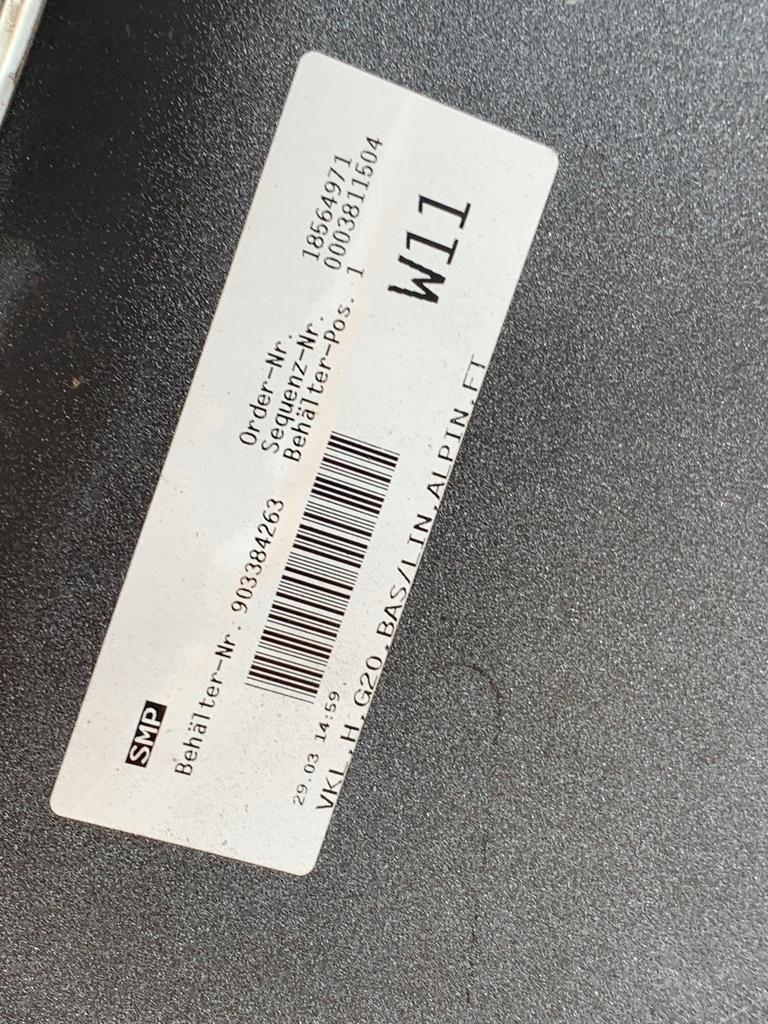 SMP
Behälter-Nr. 903384263
Order-Nr. 18564971
Sequenz-Nr. 0003811504
Behälter-Pos. 1
W11
29.03 14:59
VKL,H,G20,BAS/LIN,ALPIN,FT